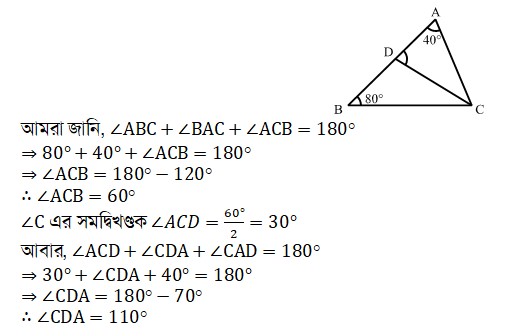 A
40°
D
B
80°
C
আমরা জানি, ∠ABC + ∠BAC + ∠ACB = 180°
⇒ 80° + 40° + ∠ACB = 180°
⇒ ∠ACB = 180° − 120°
∴ ∠ACB = 60°
∠C এর সমদ্বিখণ্ডক ∠ACD = 60°/2 = 30°
আবার, ∠ACD + ∠CDA + ∠CAD = 180°
⇒ 30° + ∠CDA + 40° = 180°
⇒ ∠CDA = 180° − 70°
∴ ∠CDA = 110°